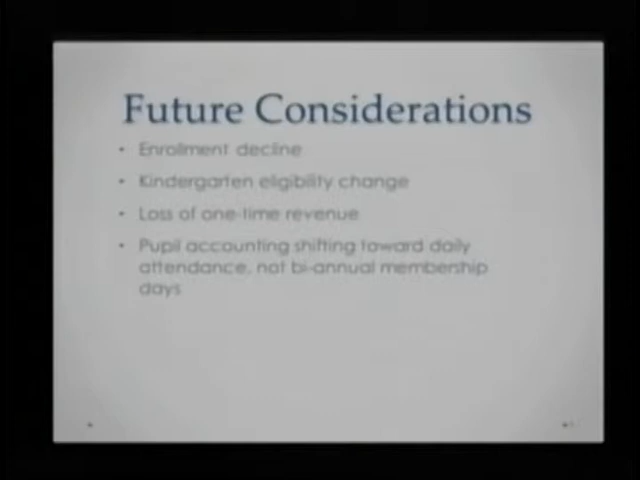 Future Considerations
• Enrollment decline
• Kindergarten eligibility change
• Loss of one-time revenue
• Pupil accounting shifting toward daily
attendance, not bi-annual membership
days